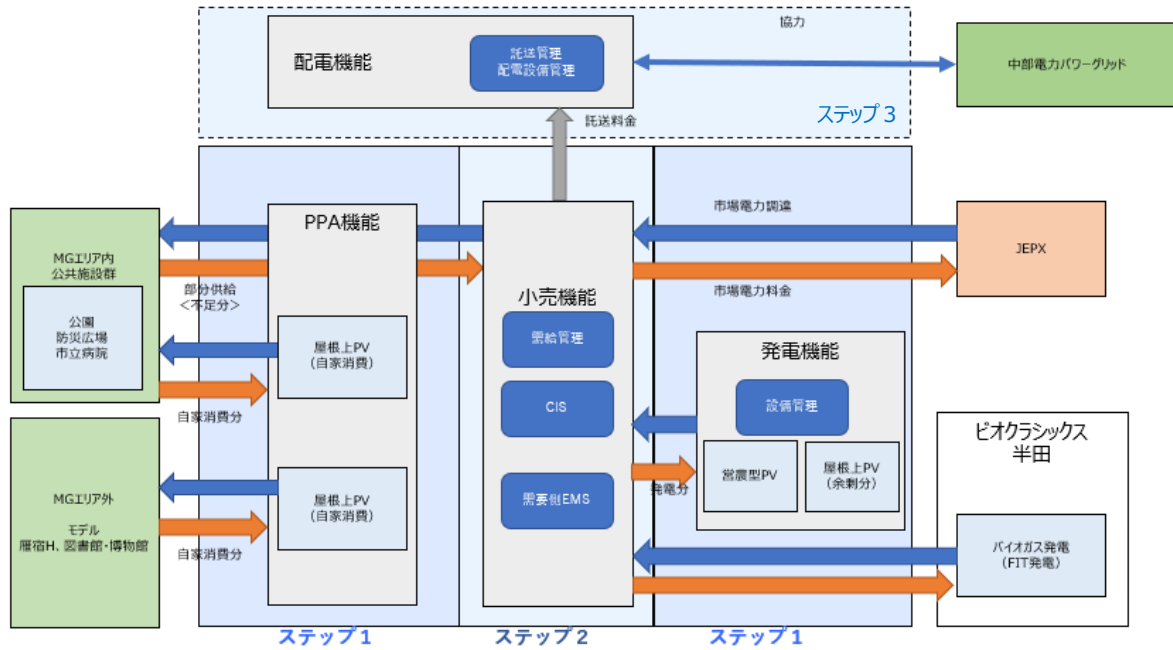 協力
配電機能
託送管理
配電設備管理
中部電力パワーグリッド
ステップ3
託送料金
PPA機能
市場電力調達
MGエリア内
公共施設群
JEPX
部分供給
<不足分>
市場電力料金
小売機能
公園
防災広場
市立病院
屋根上PV
(自家消費)
需給管理
発電機能
自家消費分
CIS
設備管理
ビオクラシックス
半田
営農型PV
屋根上PV
(余剰分)
発電分
MGエリア外
モデル
雁宿H、図書館・博物館
屋根上PV
(自家消費)
需要側EMS
自家消費分
バイオガス発電
(FIT発電)
ステップ1
ステップ2
ステップ1